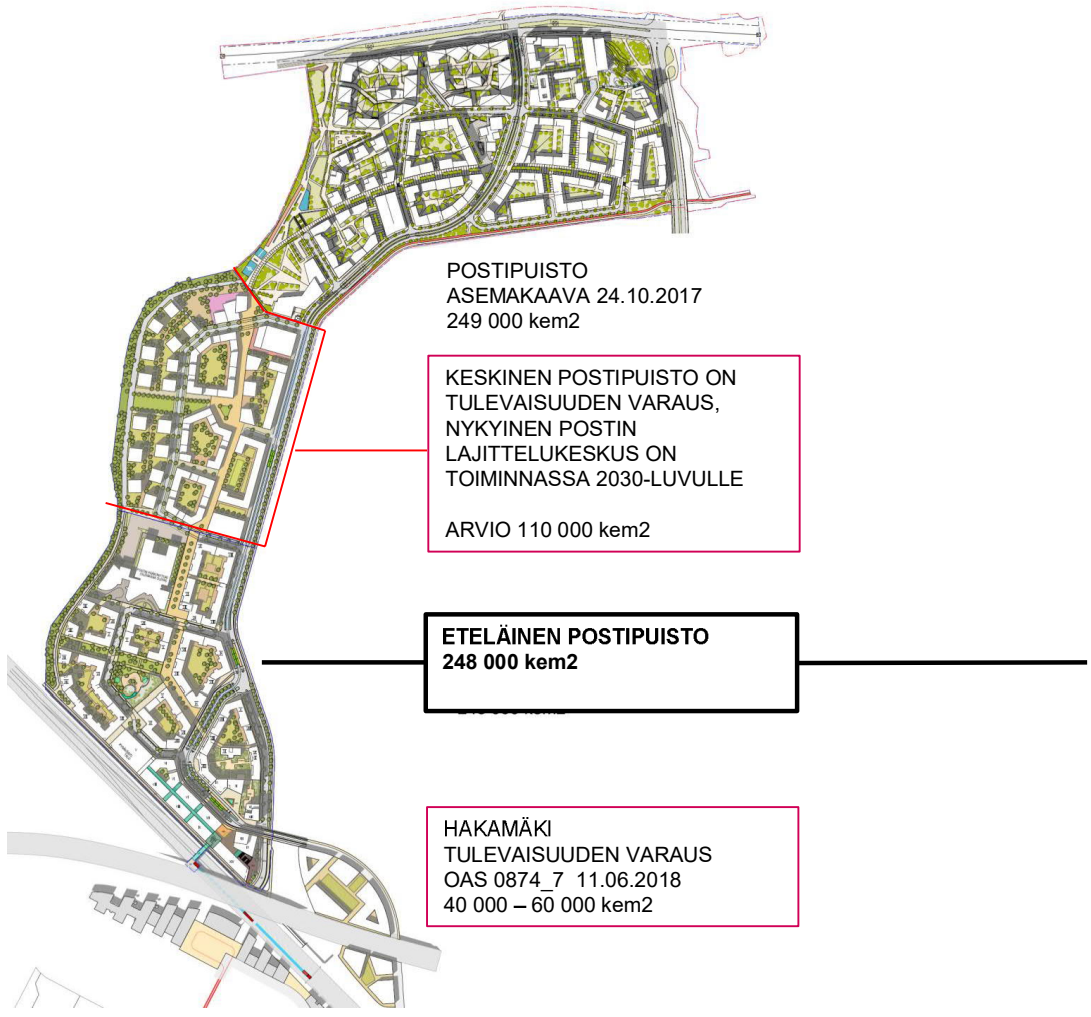 POSTIPUISTO
ASEMAKAAVA 24.10.2017
249 000 kem2
KESKINEN POSTIPUISTO ON
TULEVAISUUDEN VARAUS,
NYKYINEN POSTIN
LAJITTELUKESKUS ON
TOIMINNASSA 2030-LUVULLE
ARVIO 110 000 kem2
ETELÄINEN POSTIPUISTO
248 000 kem2
HAKAMÄKI
TULEVAISUUDEN VARAUS
OAS 0874_7 11.06.2018
40 000 – 60 000 kem2